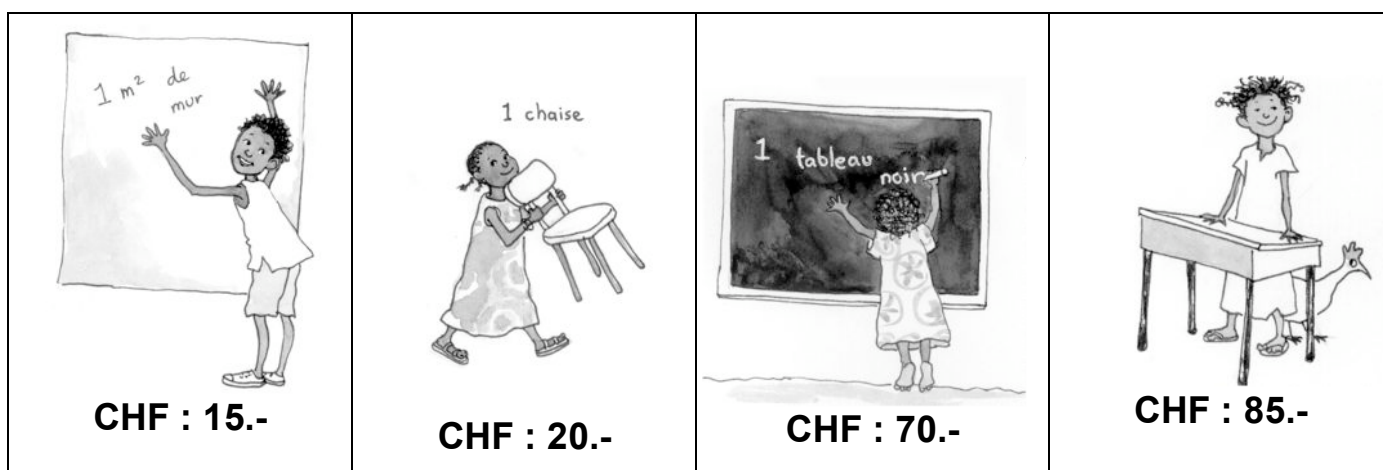 1 m² de
mur
CHF : 15.-
1 chaise
CHF : 20.-
1 tableau
noir
CHF : 70.-
CHF : 85.-